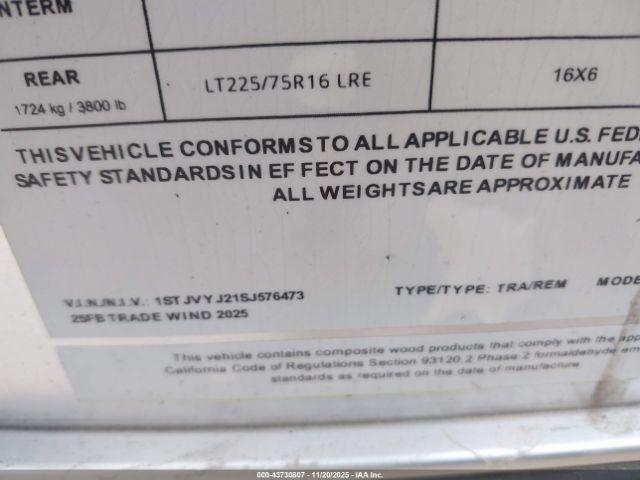 INTERM
REAR
1724 kg / 3800 lb
LT225/75R16 LRE
16X6
THISVEHICLE CONFORMSTO ALL APPLICABLE U.S. FED
SAFETY STANDARDSIN EF FECT ON THE DATE OF MANUFA
ALL WEIGHTSARE APPROXIMATE
V.I.N./N.I.V.: 1STJVYJ21SJ576473
TYPE/TYPE: TRA/REM MODE
25FB TRADE WIND 2025
This vehicle contains composite wood products that comply with the app
California Code of Regulations Section 93120.2 Phase 2 formaldehyde em
standards as required on the date of manufacture
000-43730807 - 11/20/2025 - Copyright IAA, Inc.